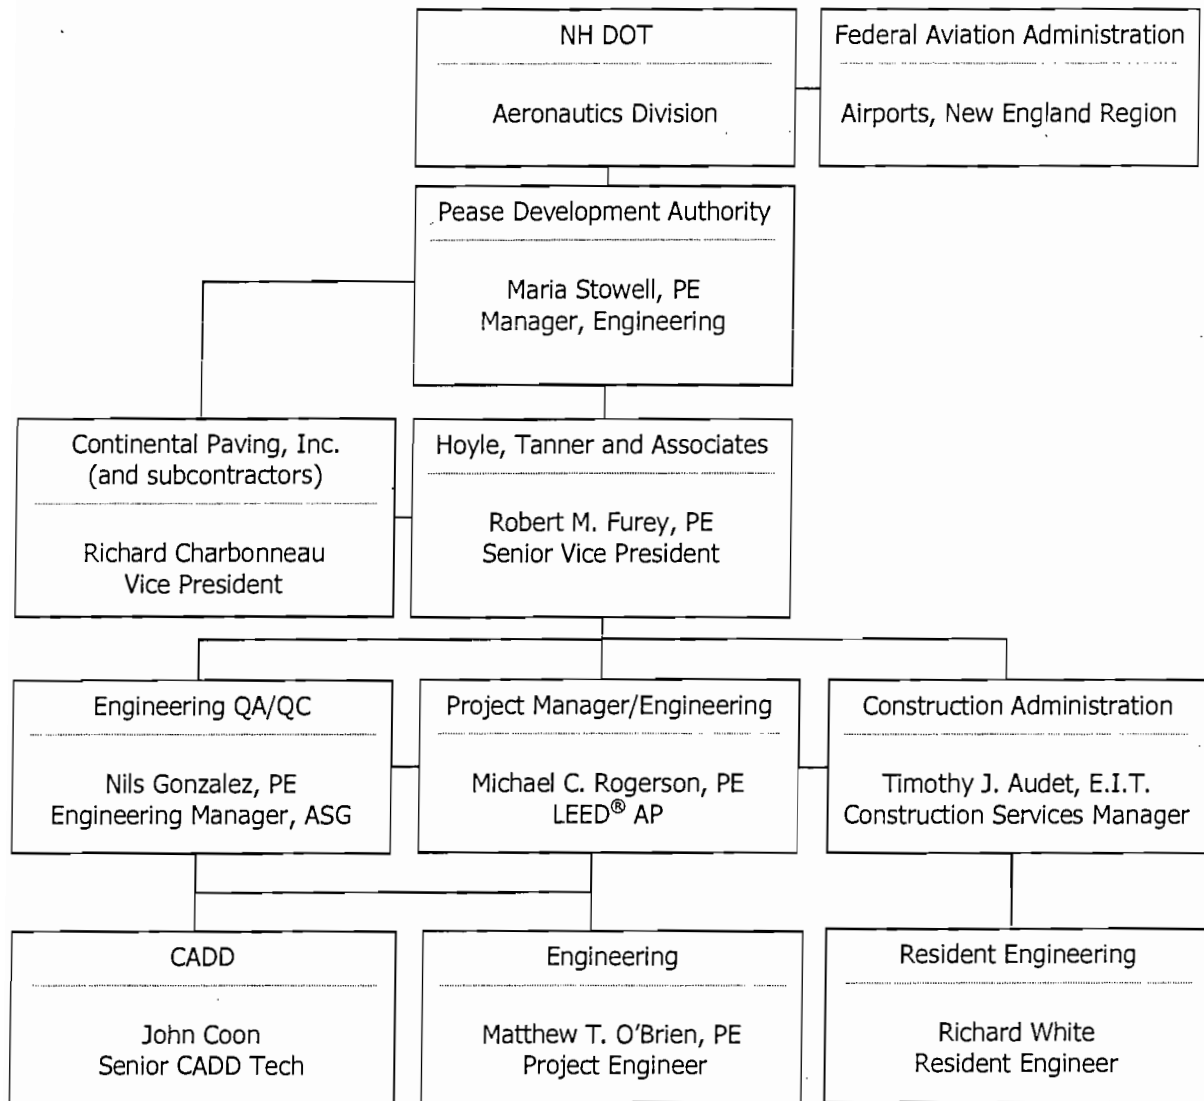 NH DOT
Aeronautics Division
Federal Aviation Administration
Airports, New England Region
Pease Development Authority
Maria Stowell, PE
Manager, Engineering
Continental Paving, Inc.
(and subcontractors)
Richard Charbonneau
Vice President
Hoyle, Tanner and Associates
Robert M. Furey, PE
Senior Vice President
Engineering QA/QC
Nils Gonzalez, PE
Engineering Manager, ASG
Project Manager/Engineering
Michael C. Rogerson, PE
LEED® AP
Construction Administration
Timothy J. Audet, E.I.T.
Construction Services Manager
CADD
John Coon
Senior CADD Tech
Engineering
Matthew T. O'Brien, PE
Project Engineer
Resident Engineering
Richard White
Resident Engineer